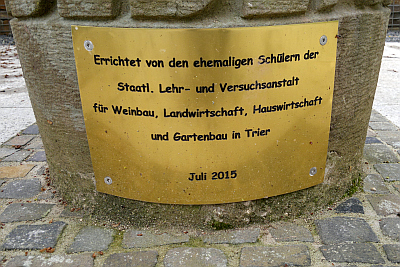 Errichtet von den ehemaligen Schülern der
Staatl. Lehr- und Versuchsanstalt
für Weinbau, Landwirtschaft, Hauswirtschaft
und Gartenbau in Trier
Juli 2015